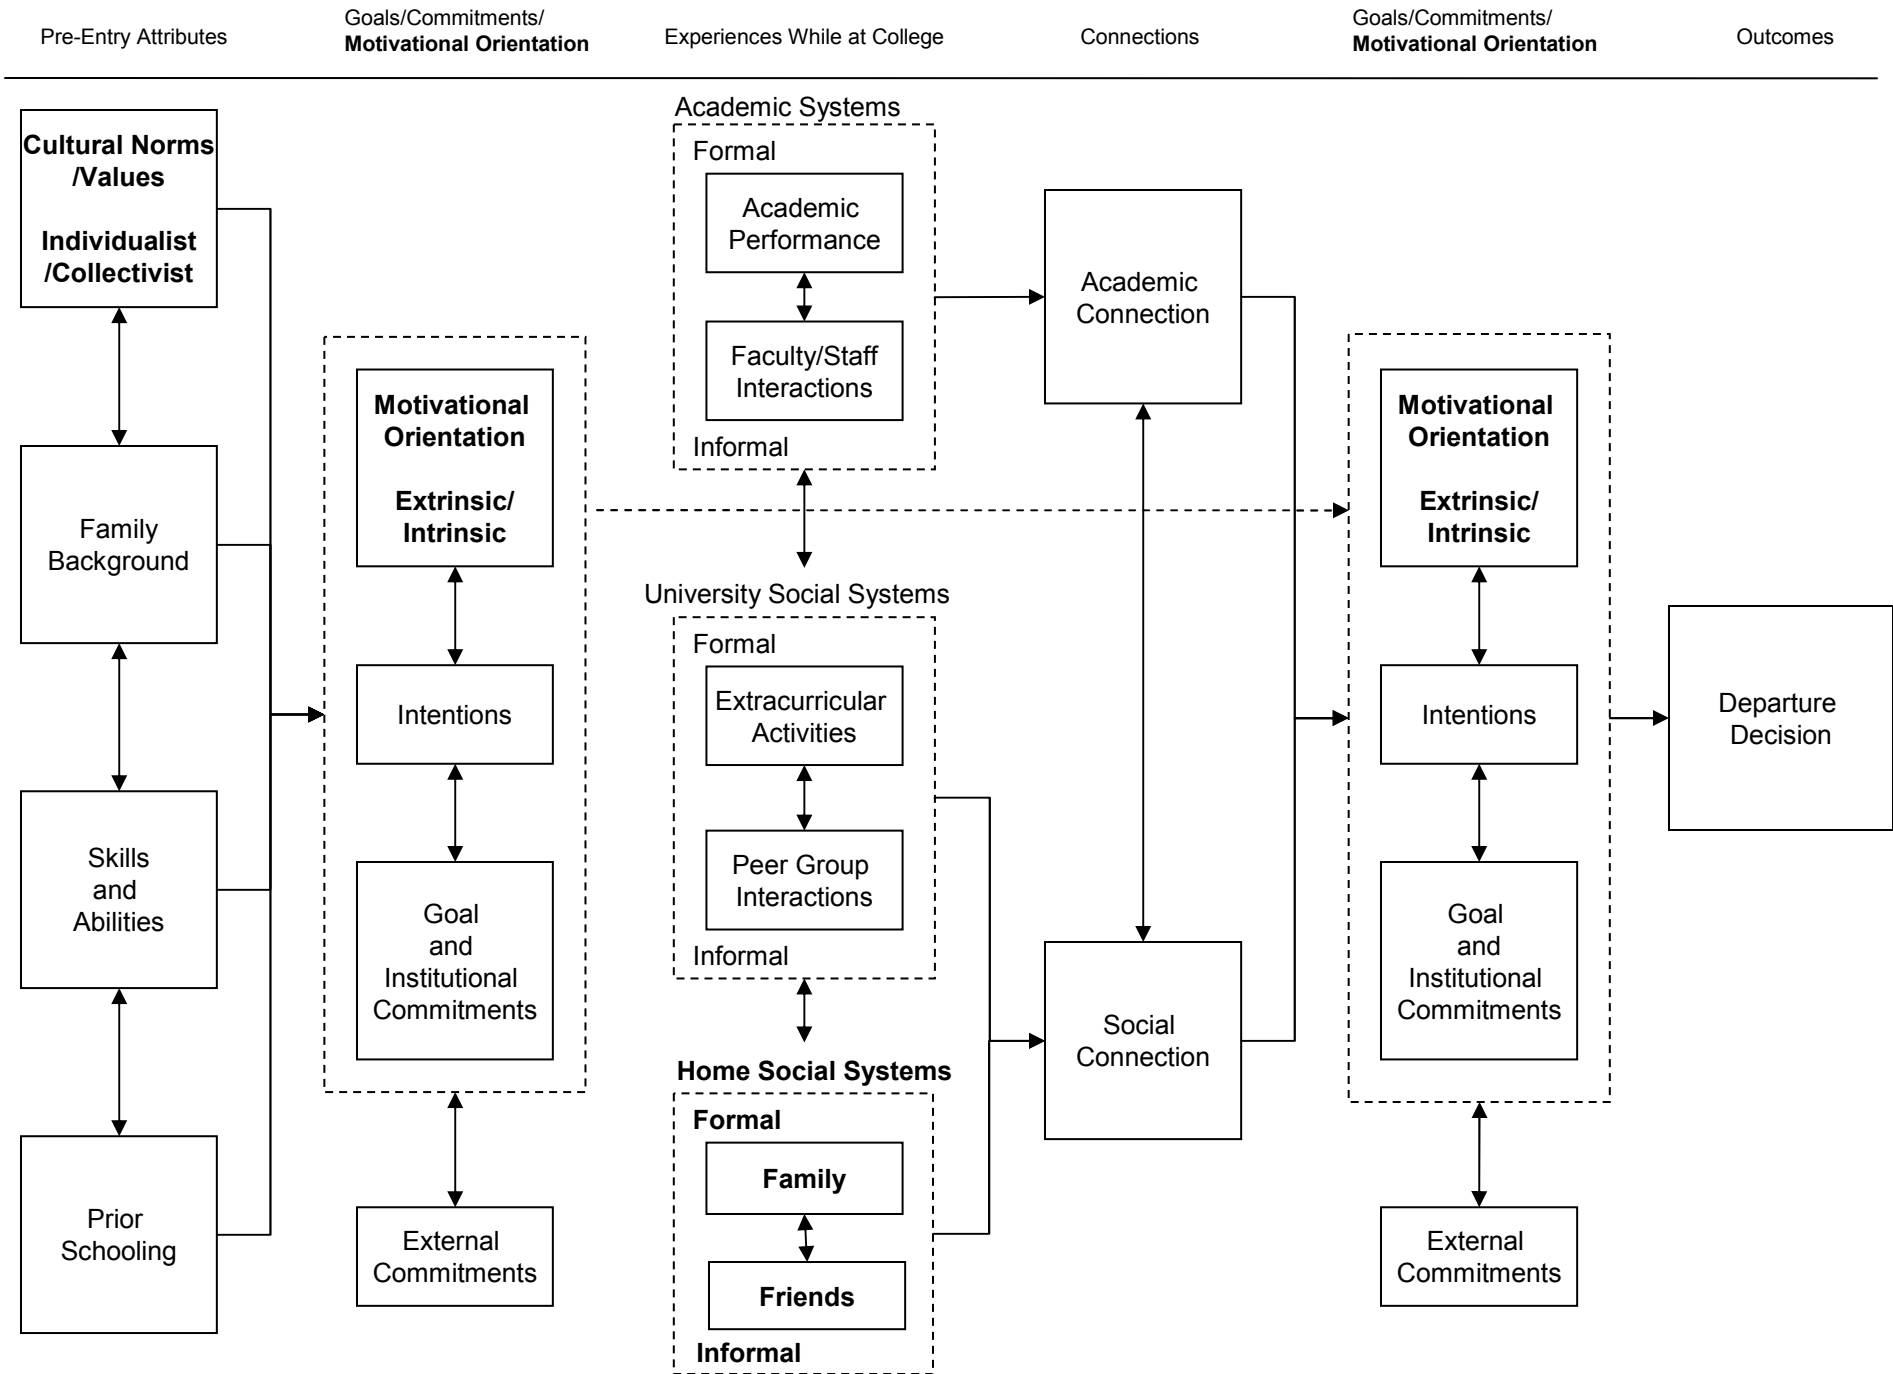 Pre-Entry Attributes
Goals/Commitments/
Motivational Orientation
Experiences While at College
Connections
Goals/Commitments/
Motivational Orientation
Outcomes
Cultural Norms
/Values
Individualist
/Collectivist
Family
Background
Skills
and
Abilities
Prior
Schooling
Motivational
Orientation
Extrinsic/
Intrinsic
Intentions
Goal
and
Institutional
Commitments
External
Commitments
Academic Systems
Formal
Academic
Performance
Faculty/Staff
Interactions
Informal
University Social Systems
Formal
Extracurricular
Activities
Peer Group
Interactions
Informal
Home Social Systems
Formal
Family
Friends
Informal
Academic
Connection
Social
Connection
Motivational
Orientation
Extrinsic/
Intrinsic
Intentions
Goal
and
Institutional
Commitments
External
Commitments
Departure
Decision